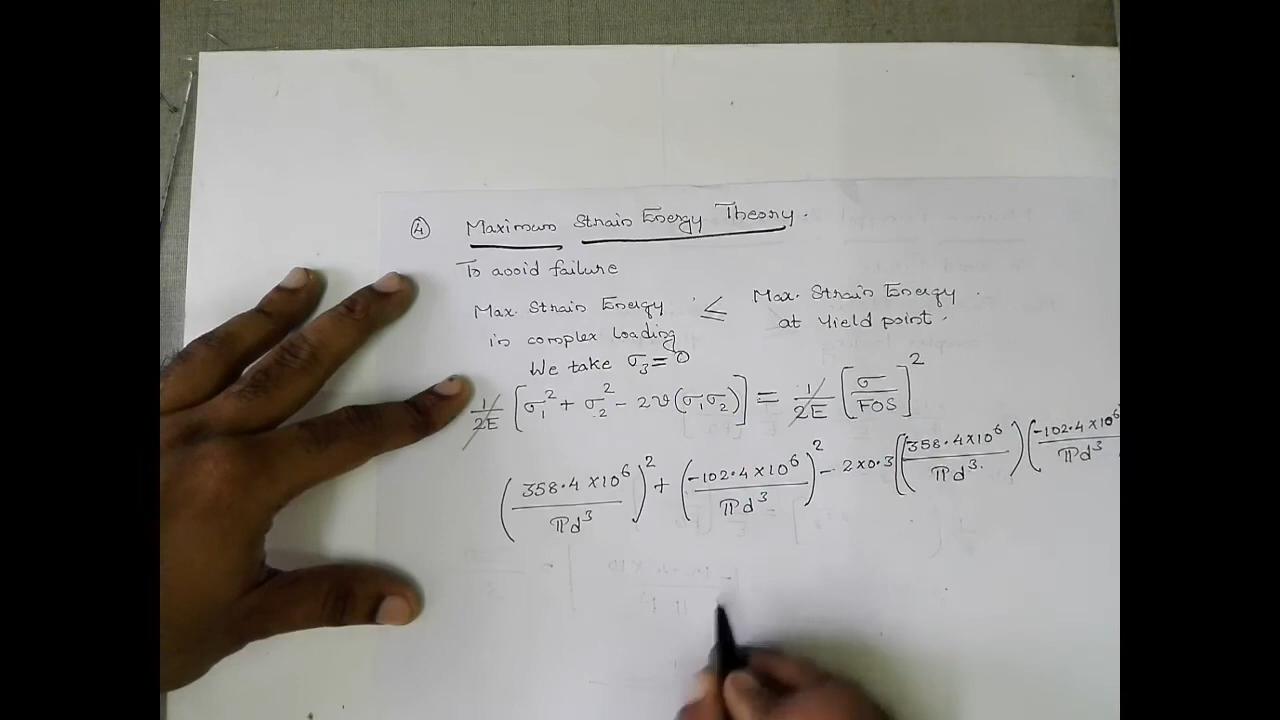 ④ Maximum Strain Energy Theory.
To avoid failure
Max. Strain Energy ≤ Max. Strain Energy
in complex loading at yield point.
We take σ₃ = 0
1/2E [σ₁² + σ₂² - 2ν(σ₁σ₂)] = 1/2E [σ/FOS]²
(358.4 × 10⁶/πd³)² + (-102.4 × 10⁶/πd³)² - 2×0.3 ((358.4×10⁶/πd³) (-102.4×10⁶/πd³